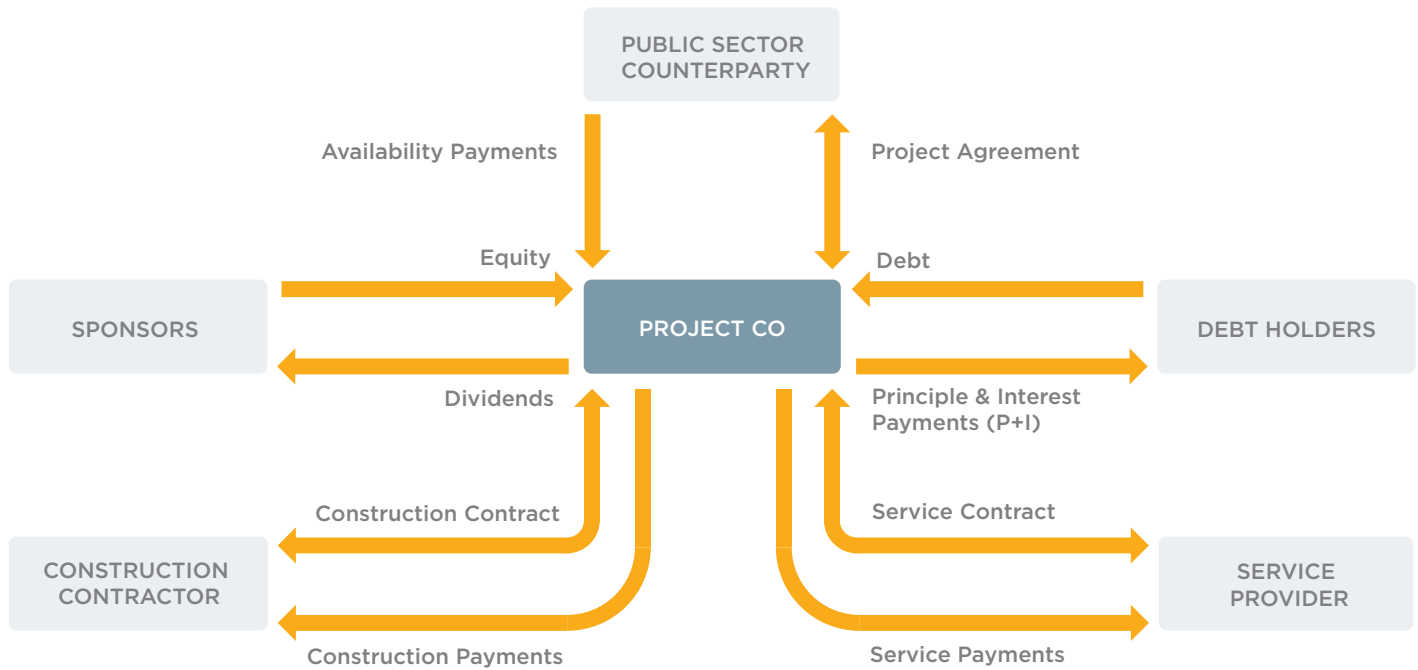 PUBLIC SECTOR
COUNTERPARTY
Availability Payments
Project Agreement
Equity
Debt
SPONSORS
PROJECT CO
DEBT HOLDERS
Dividends
Principle & Interest
Payments (P+I)
Construction Contract
Service Contract
CONSTRUCTION
CONTRACTOR
SERVICE
PROVIDER
Construction Payments
Service Payments